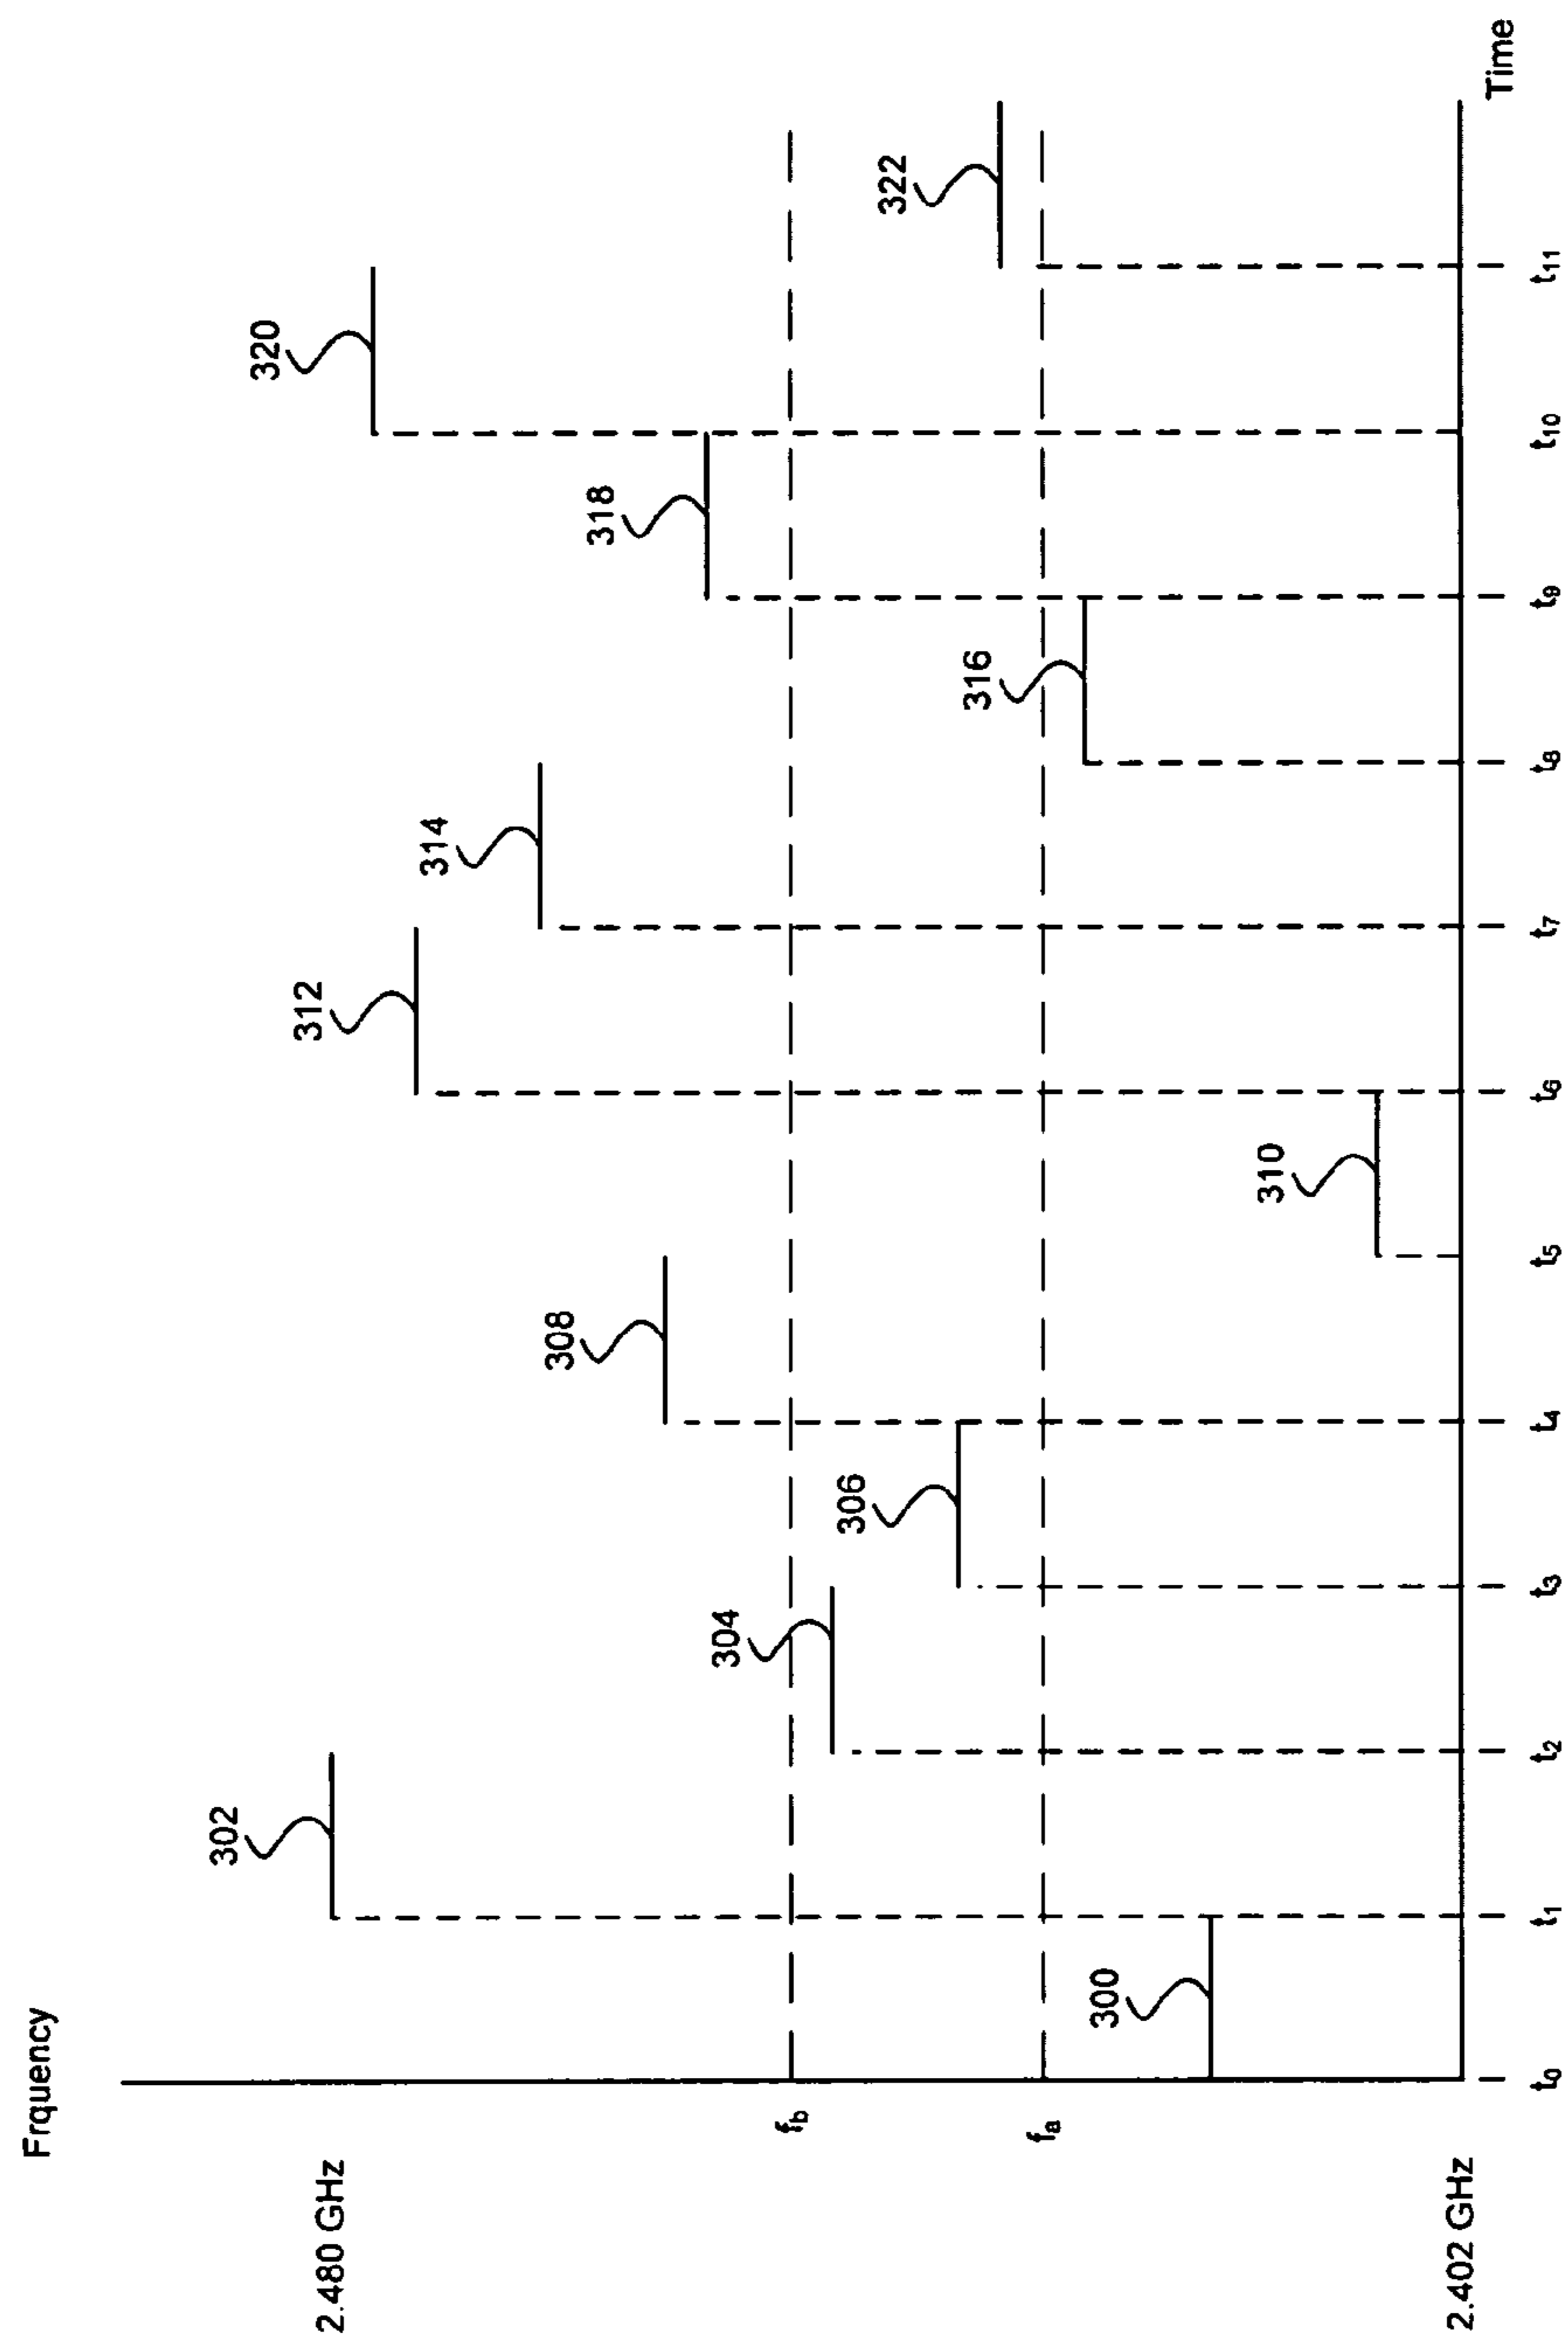 Frquency
2.480 GHz
302
320
312
314
308
318
304
f_b
306
322
316
f_a
300
310
2.402 GHz
Time
t_0 t_1 t_2 t_3 t_4 t_5 t_6 t_7 t_8 t_9 t_10 t_11